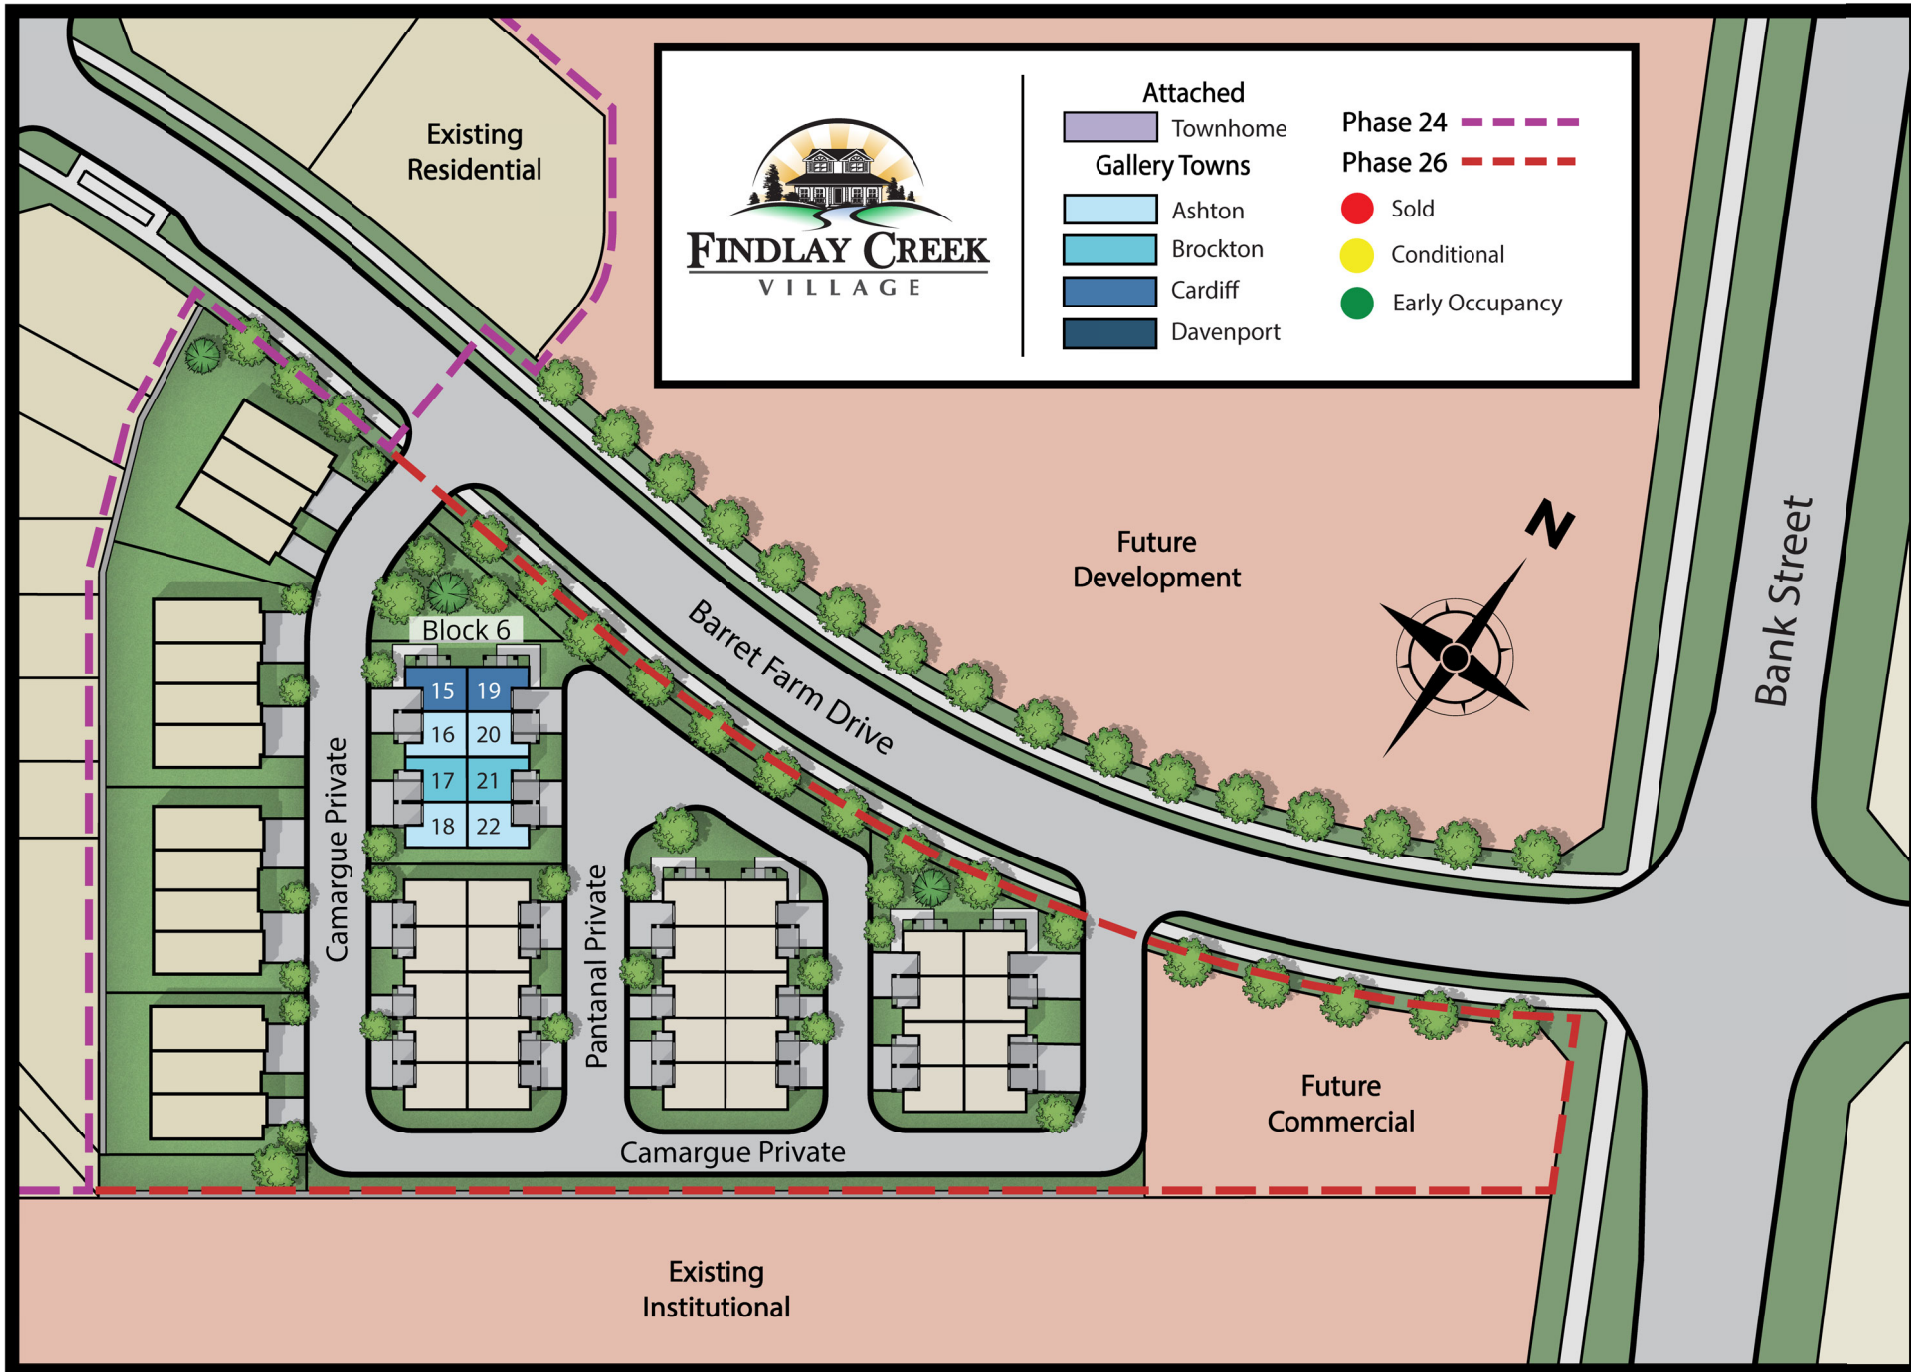 Existing
Residential
FINDLAY CREEK
VILLAGE
Attached
Townhome
Gallery Towns
Ashton
Brockton
Cardiff
Davenport
Phase 24
Phase 26
Sold
Conditional
Early Occupancy
Future
Development
N
Bank Street
Barret Farm Drive
Block 6
15 19
16 20
17 21
18 22
Camargue Private
Pantanal Private
Camargue Private
Future
Commercial
Existing
Institutional